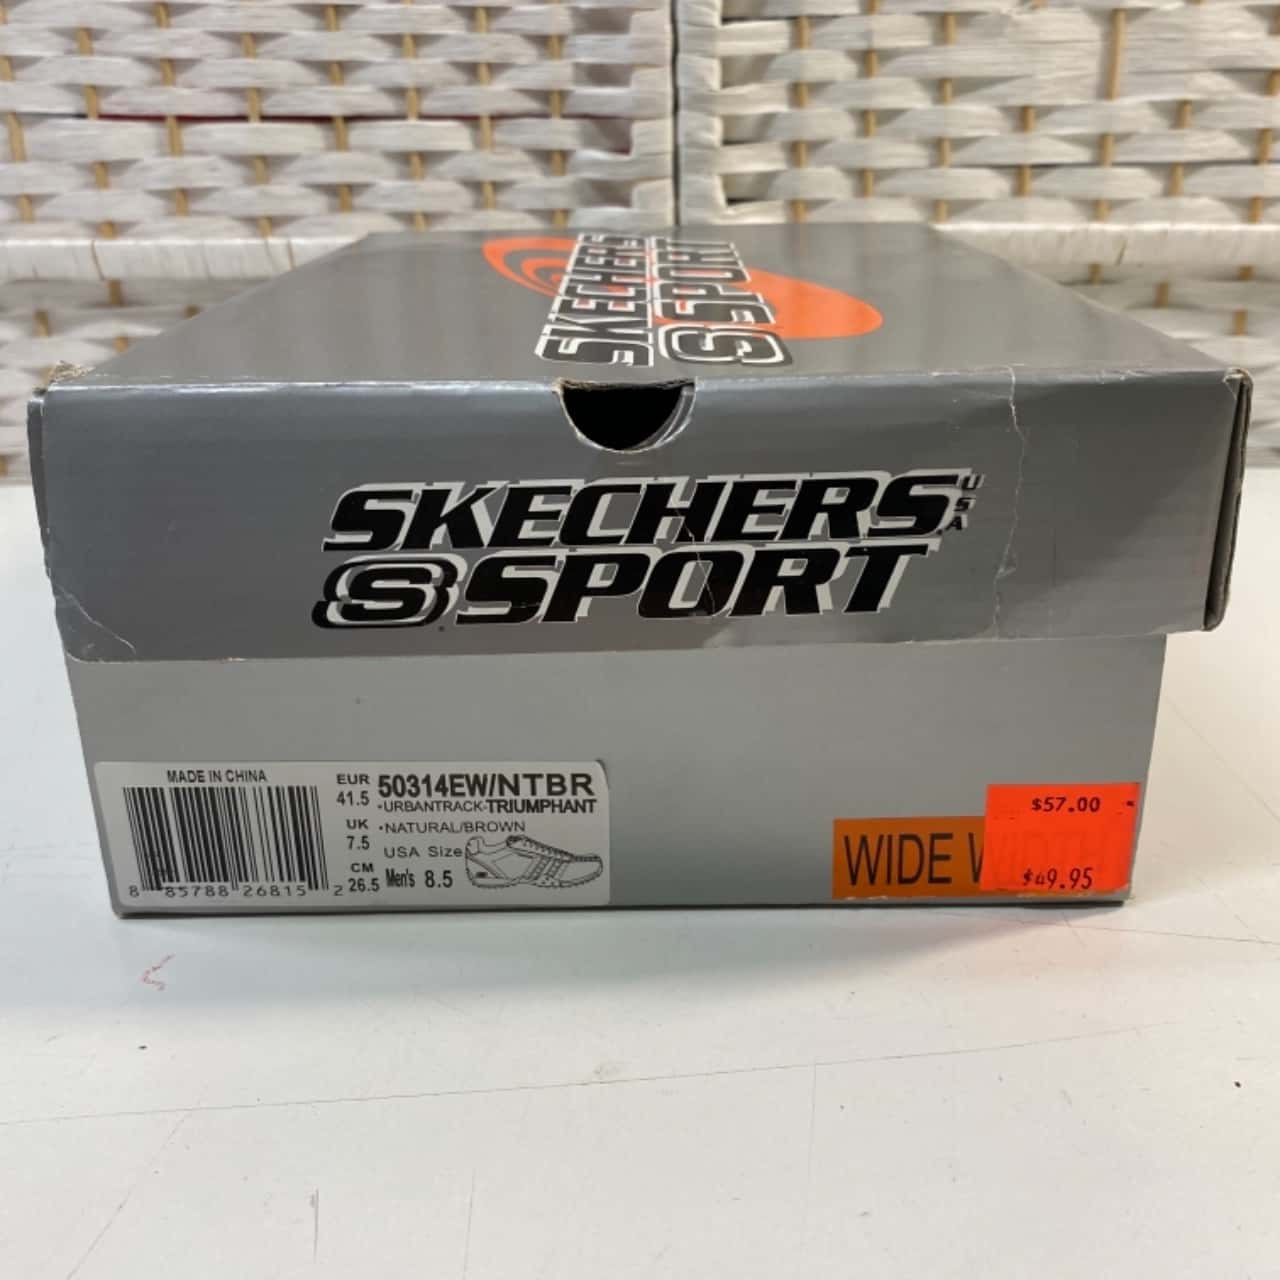 SKECHERS
SPORT
SKECHERS USA
S SPORT
MADE IN CHINA
8 85788 26815 2
EUR
41.5
UK
7.5
CM
26.5
50314EW/NTBR
•URBANTRACK-TRIUMPHANT
•NATURAL/BROWN
USA Size
Men's 8.5
WIDE
$57.00
$49.95